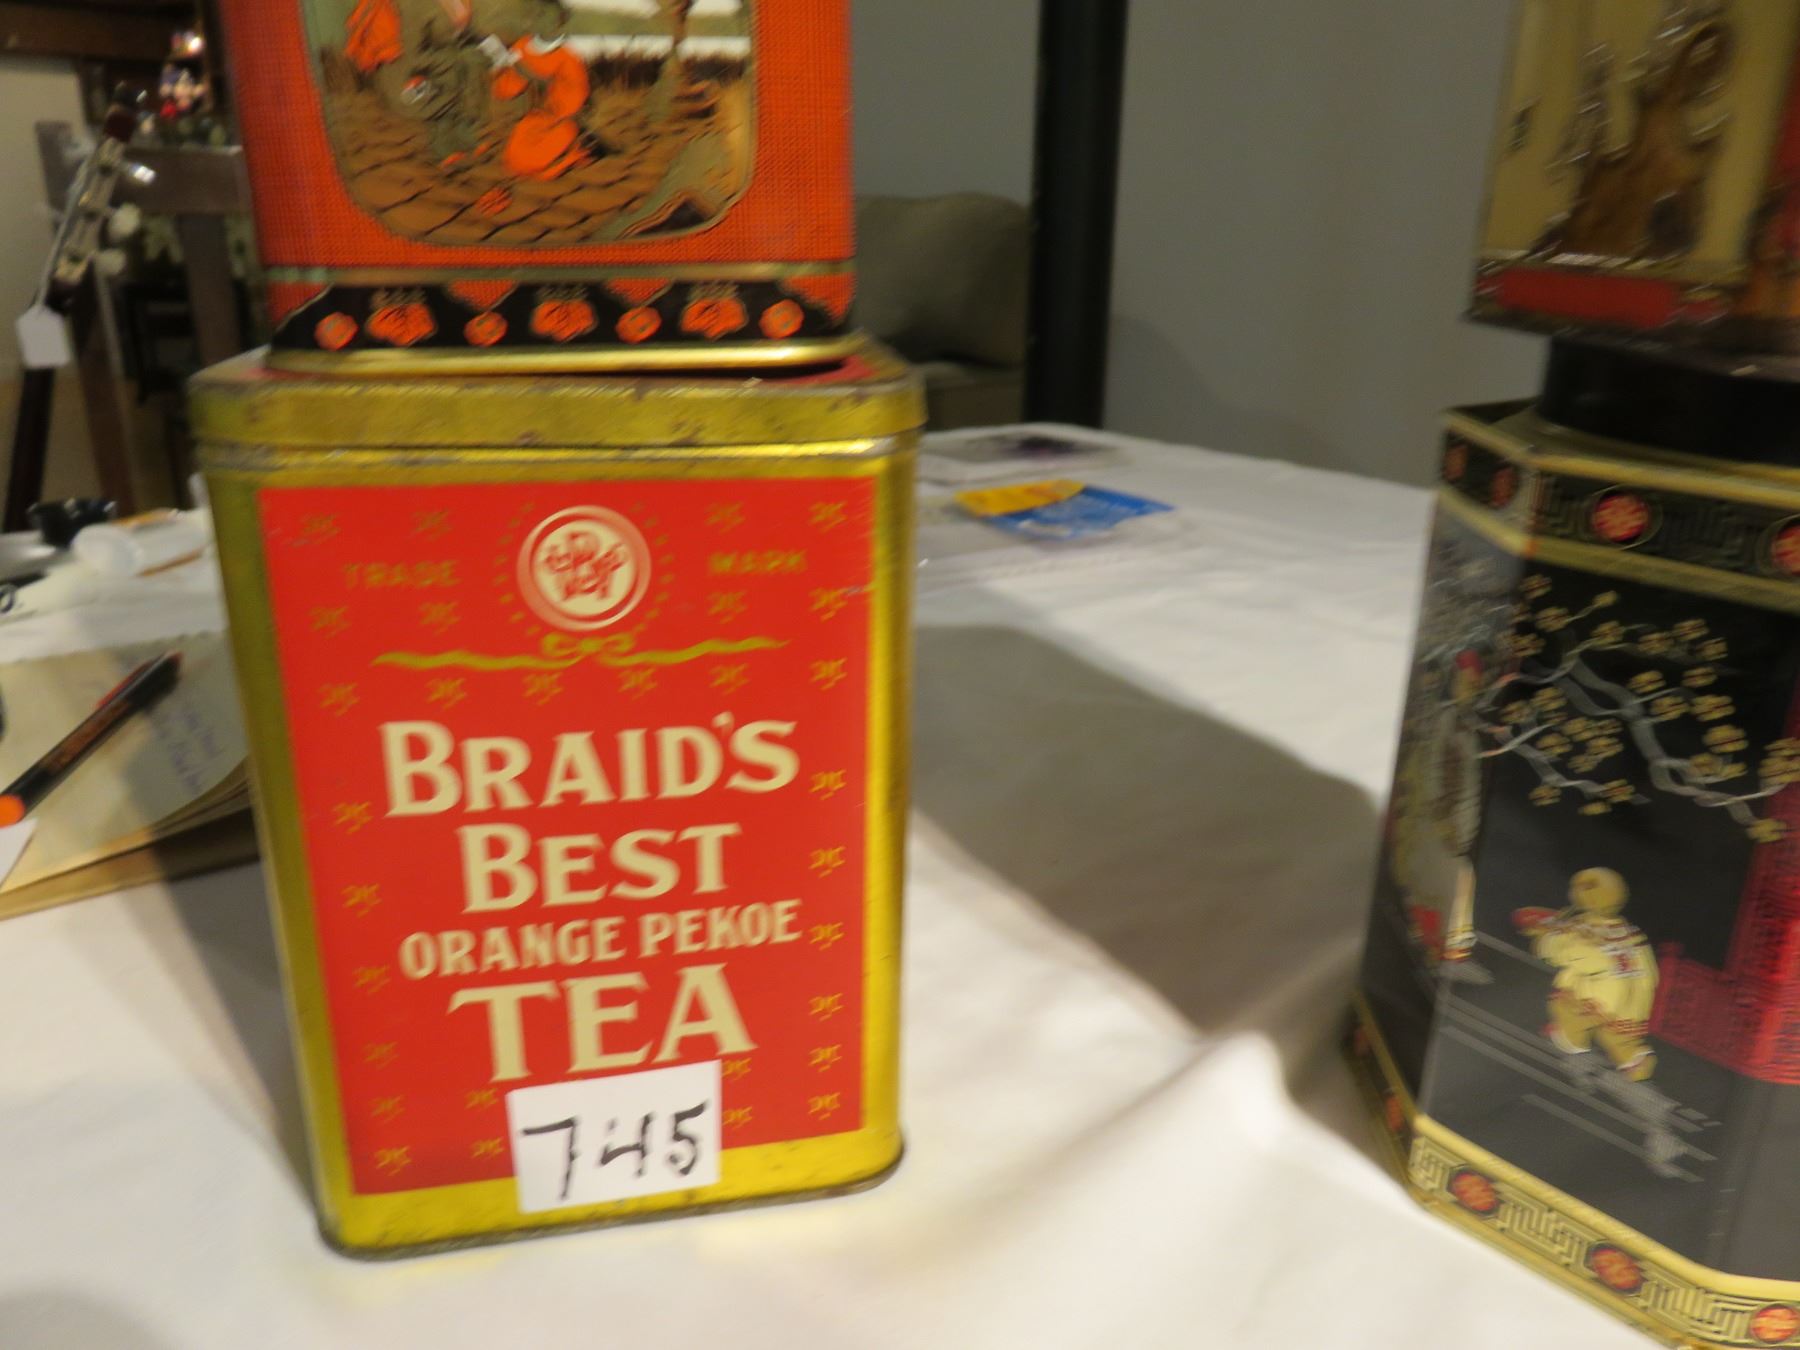 TRADE MARK
BRAID'S
BEST
ORANGE PEKOE
TEA
745